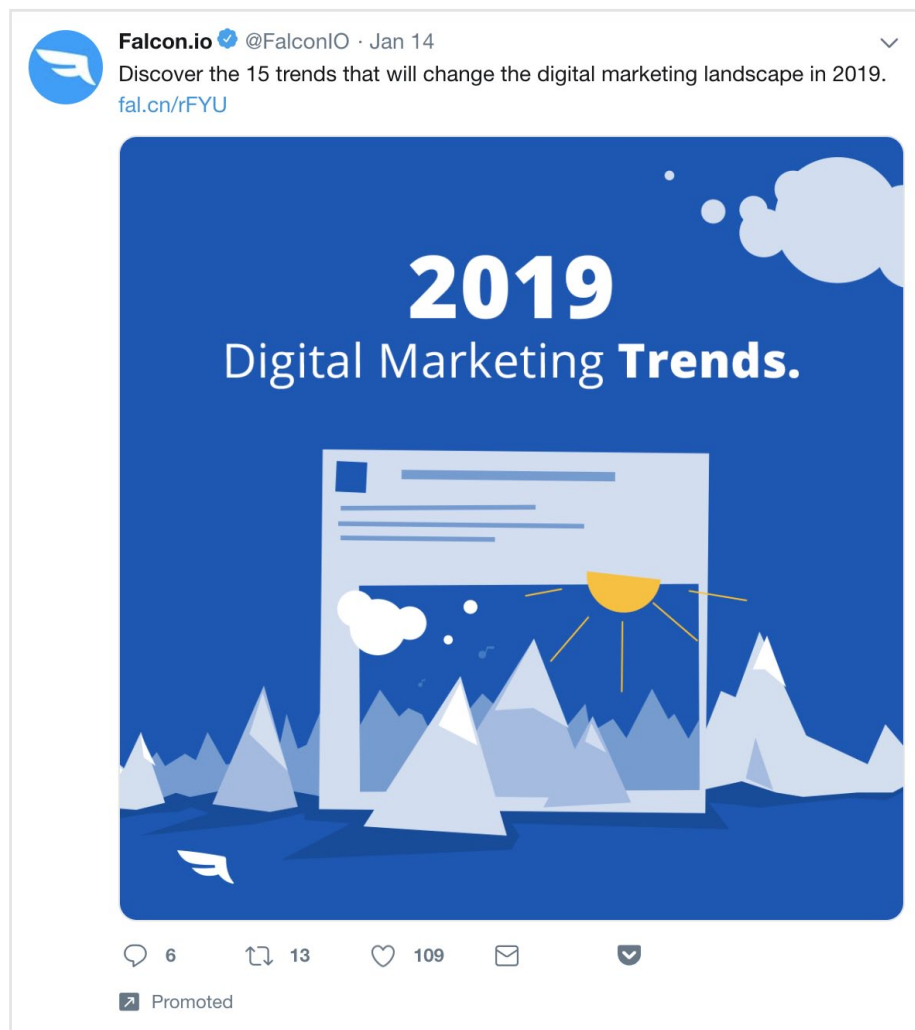 Falcon.io @FalconIO · Jan 14
Discover the 15 trends that will change the digital marketing landscape in 2019.
fal.cn/rFYU
2019
Digital Marketing Trends.
6 13 109
Promoted